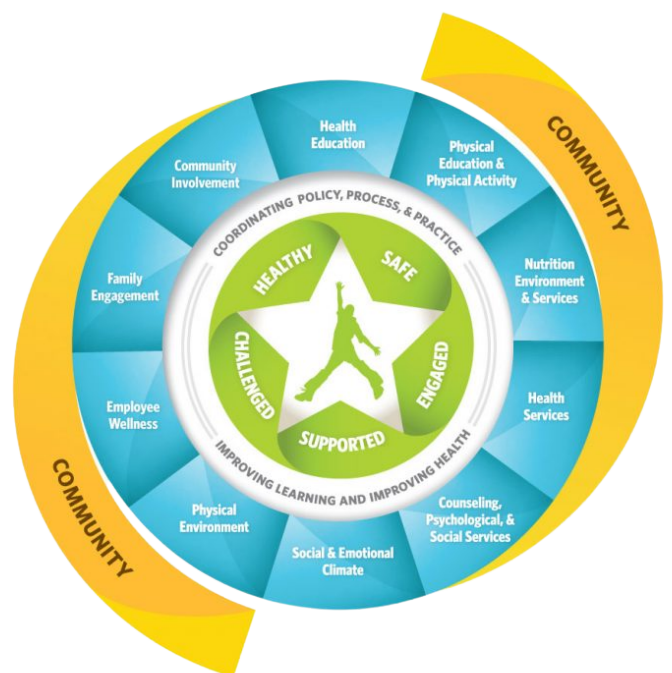 COMMUNITY
Health
Education
Physical
Education &
Physical Activity
Nutrition
Environment
& Services
Health
Services
Counseling,
Psychological, &
Social Services
Social & Emotional
Climate
Physical
Environment
Employee
Wellness
Family
Engagement
Community
Involvement
COORDINATING POLICY, PROCESS, & PRACTICE
IMPROVING LEARNING AND IMPROVING HEALTH
HEALTHY
SAFE
ENGAGED
SUPPORTED
CHALLENGED
COMMUNITY